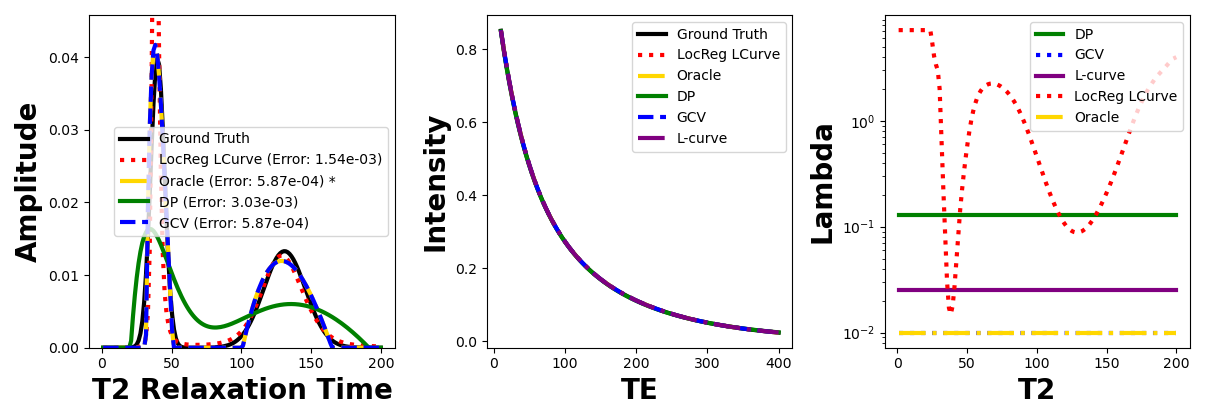 Amplitude
0.04
0.03
0.02
0.01
0.00
Ground Truth
LocReg LCurve (Error: 1.54e-03)
Oracle (Error: 5.87e-04) *
DP (Error: 3.03e-03)
GCV (Error: 5.87e-04)
0 50 100 150 200
T2 Relaxation Time
Intensity
0.8
0.6
0.4
0.2
0.0
Ground Truth
LocReg LCurve
Oracle
DP
GCV
L-curve
0 100 200 300 400
TE
Lambda
10⁰
10⁻¹
10⁻²
DP
GCV
L-curve
LocReg LCurve
Oracle
0 50 100 150 200
T2